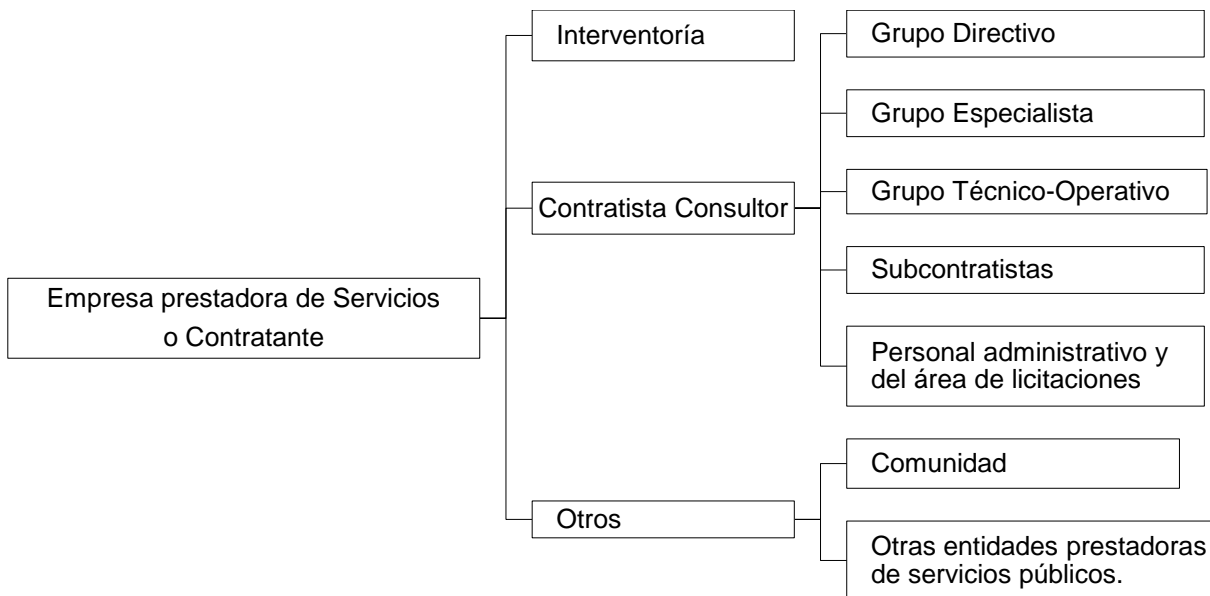 Empresa prestadora de Servicios
o Contratante
Interventoría
Contratista Consultor
Otros
Grupo Directivo
Grupo Especialista
Grupo Técnico-Operativo
Subcontratistas
Personal administrativo y
del área de licitaciones
Comunidad
Otras entidades prestadoras
de servicios públicos.